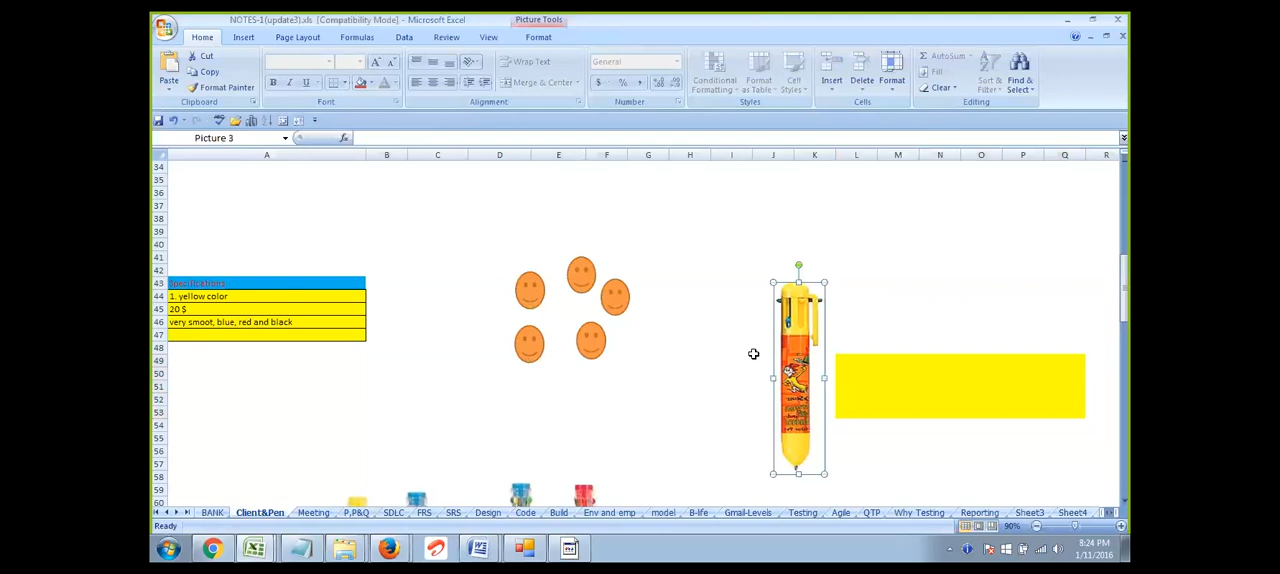 NOTES-1(update3).xls [Compatibility Mode] - Microsoft Excel
Picture Tools
Home Insert Page Layout Formulas Data Review View Format
Paste
Cut
Copy
Format Painter
Clipboard
B I U A A
Font
Wrap Text
Merge & Center
Alignment
General
$ % ,
Number
Conditional Formatting
Format as Table
Cell Styles
Styles
Insert Delete Format
Cells
AutoSum
Fill
Clear
Sort & Filter
Find & Select
Editing
Picture 3
fx
A B C D E F G H I J K L M N O P Q R
34
35
36
37
38
39
40
41
42
43 Specifications
44 1. yellow color
45 20 $
46 very smoot, blue, red and black
47
48
49
50
51
52
53
54
55
56
57
58
59
60
BANK Client&Pen Meeting P,P&Q SDLC FRS SRS Design Code Build Env and emp model B-life Gmail-Levels Testing Agile QTP Why Testing Reporting Sheet3 Sheet4
Ready
90%
8:24 PM
1/11/2016